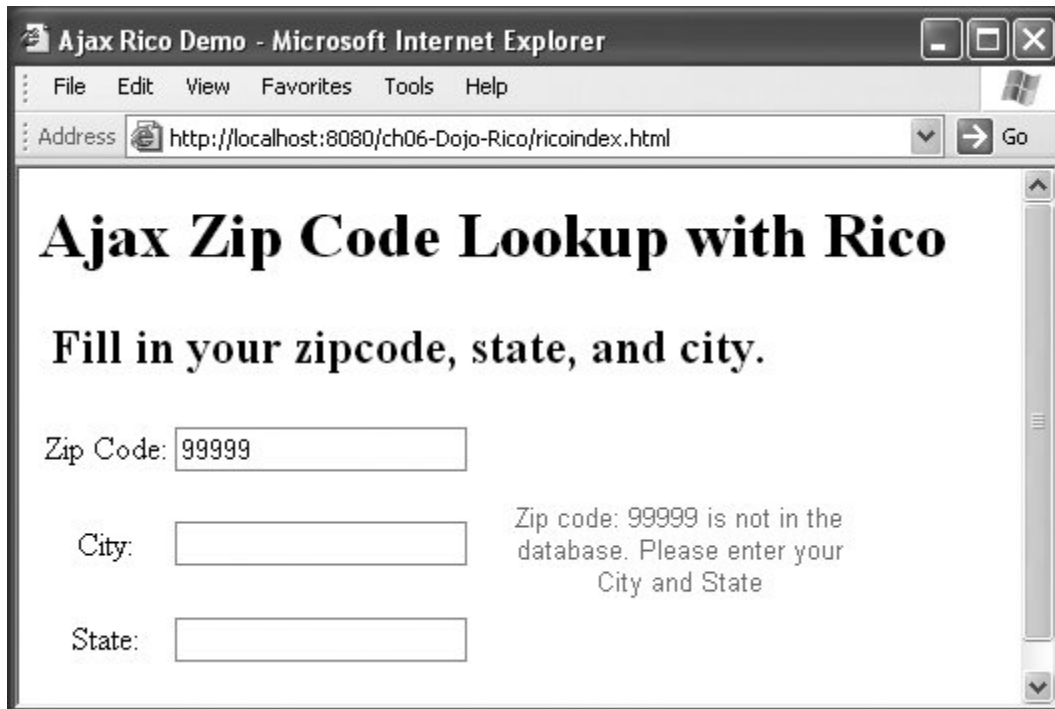 Ajax Rico Demo - Microsoft Internet Explorer
File Edit View Favorites Tools Help
Address http://localhost:8080/ch06-Dojo-Rico/ricoindex.html Go
Ajax Zip Code Lookup with Rico
Fill in your zipcode, state, and city.
Zip Code: 99999
Zip code: 99999 is not in the
database. Please enter your
City and State
City:
State: